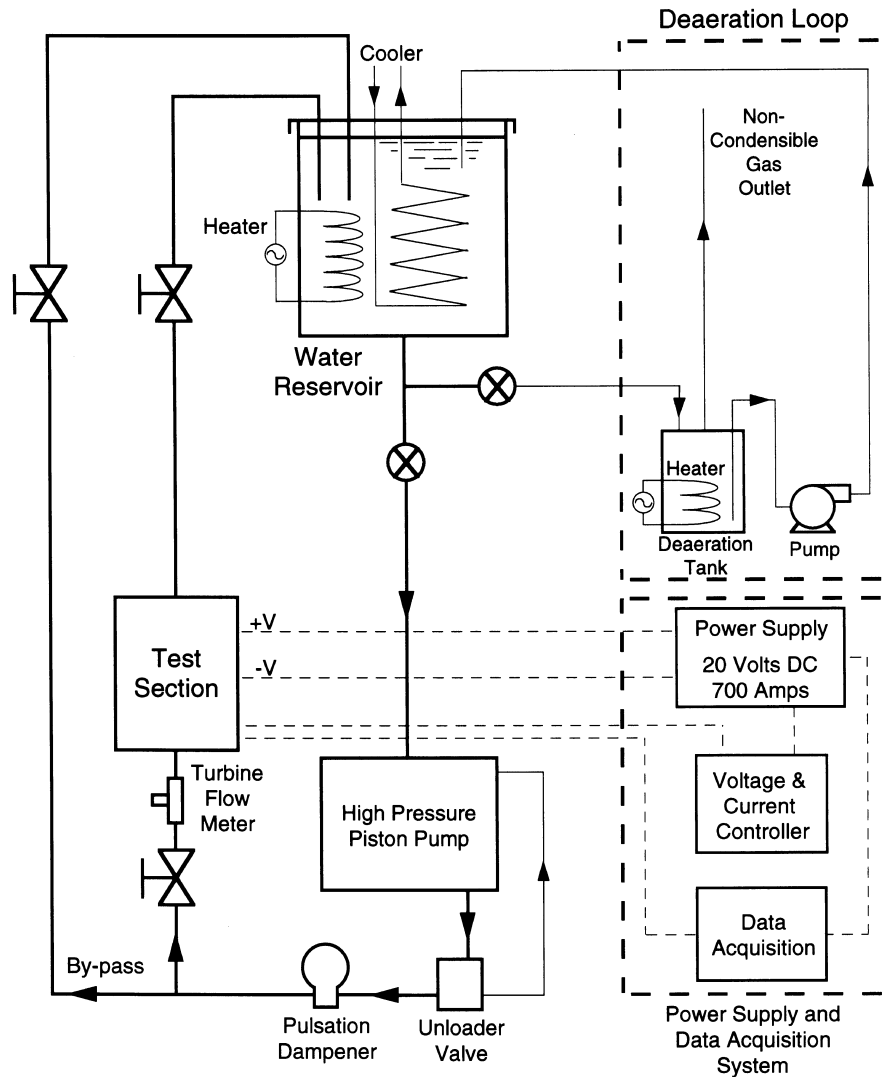 Deaeration Loop
Cooler
Non-
Condensible
Gas
Outlet
Heater
Water
Reservoir
Heater
Deaeration
Tank
Pump
+V
-V
Test
Section
Power Supply
20 Volts DC
700 Amps
Turbine
Flow
Meter
High Pressure
Piston Pump
Voltage &
Current
Controller
Data
Acquisition
By-pass
Pulsation
Dampener
Unloader
Valve
Power Supply and
Data Acquisition
System